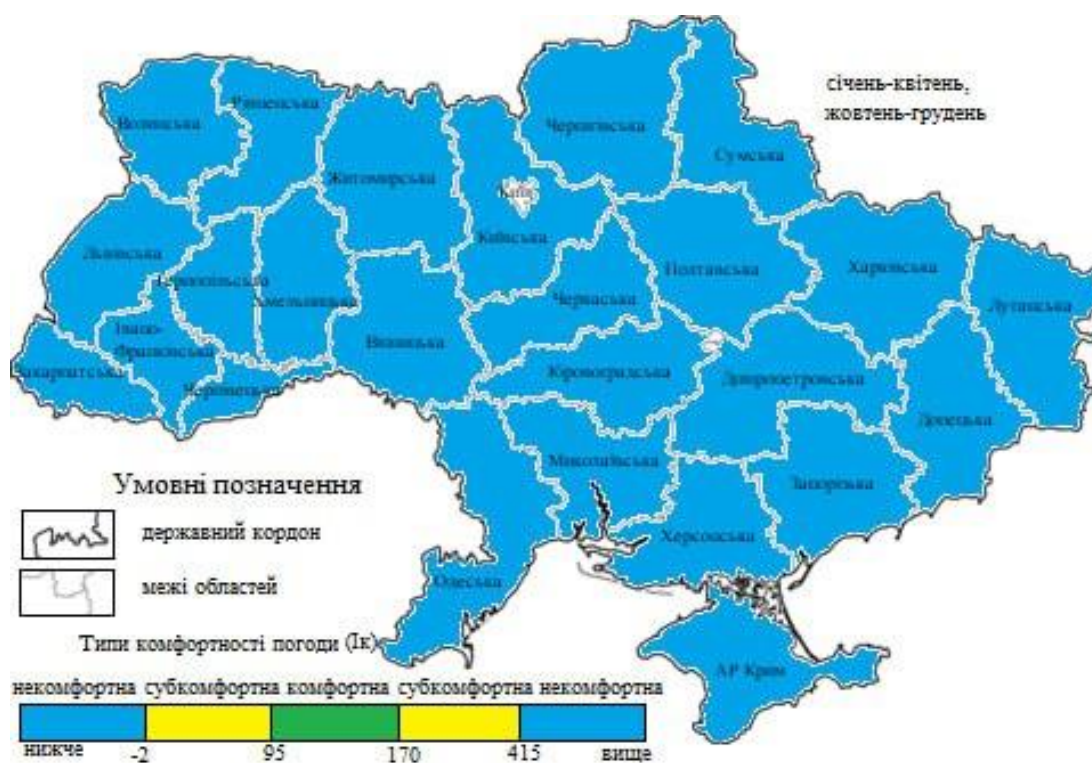 січень-квітень,
жовтень-грудень
Волинська
Рівненська
Житомирська
Чернігівська
Сумська
Київ
Київська
Львівська
Тернопільська
Хмельницька
Вінницька
Черкаська
Полтавська
Харківська
Луганська
Івано-
Франківська
Закарпатська
Чернівецька
Кіровоградська
Дніпропетровська
Донецька
Миколаївська
Запорізька
Херсонська
Одеська
АР Крим
Умовні позначення
державний кордон
межі областей
Типи комфортності погоди (Ік)
некомфортна субкомфортна комфортна субкомфортна некомфортна
нижче -2 95 170 415 вище